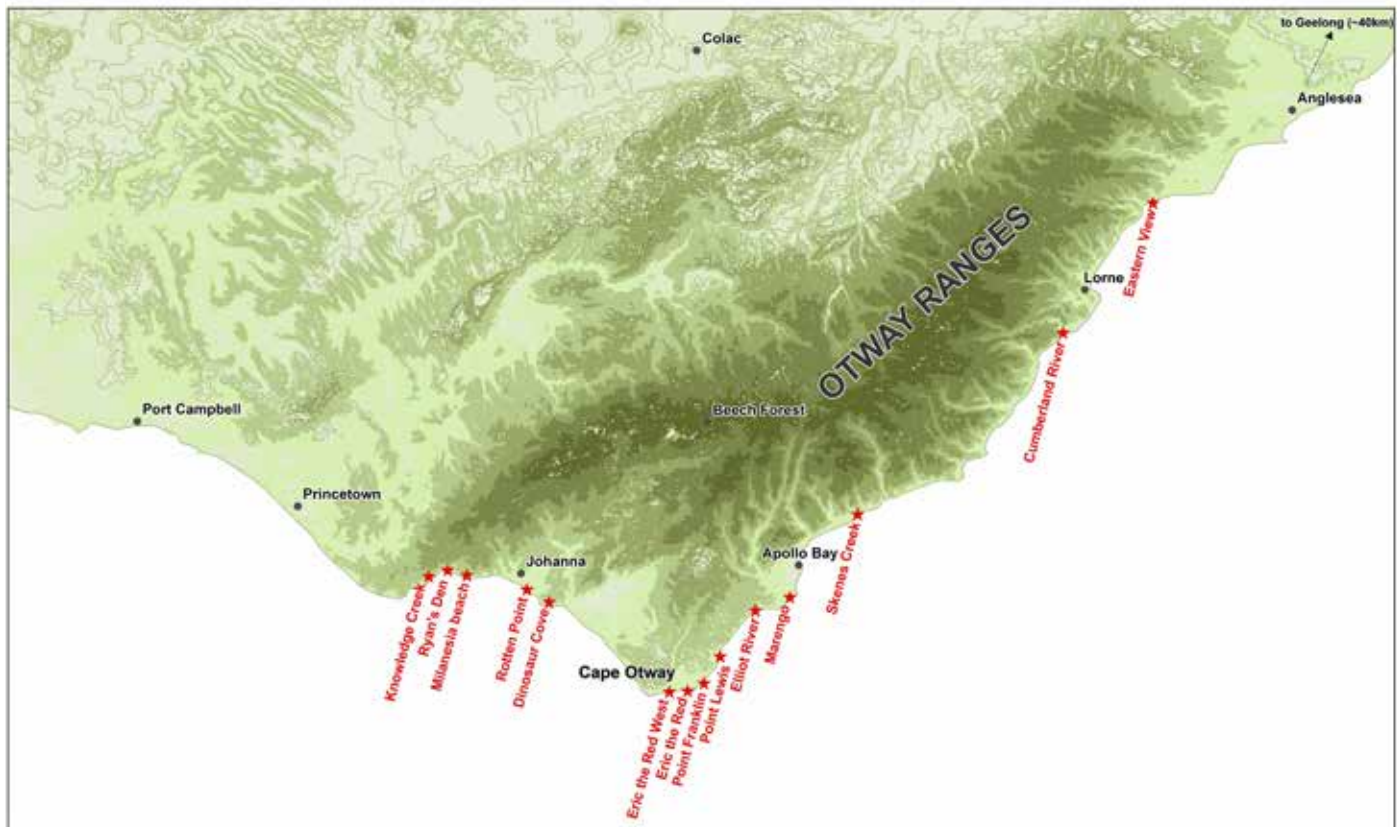 to Geelong (~40km)
Colac
Anglesea
OTWAY RANGES
Eastern View
Lorne
Cumberland River
Port Campbell
Beech Forest
Princetown
Skenes Creek
Apollo Bay
Johanna
Knowledge Creek
Ryan's Den
Milanesia beach
Rotten Point
Dinosaur Cove
Cape Otway
Eric the Red West
Eric the Red
Point Franklin
Point Lewis
Elliot River
Marengo